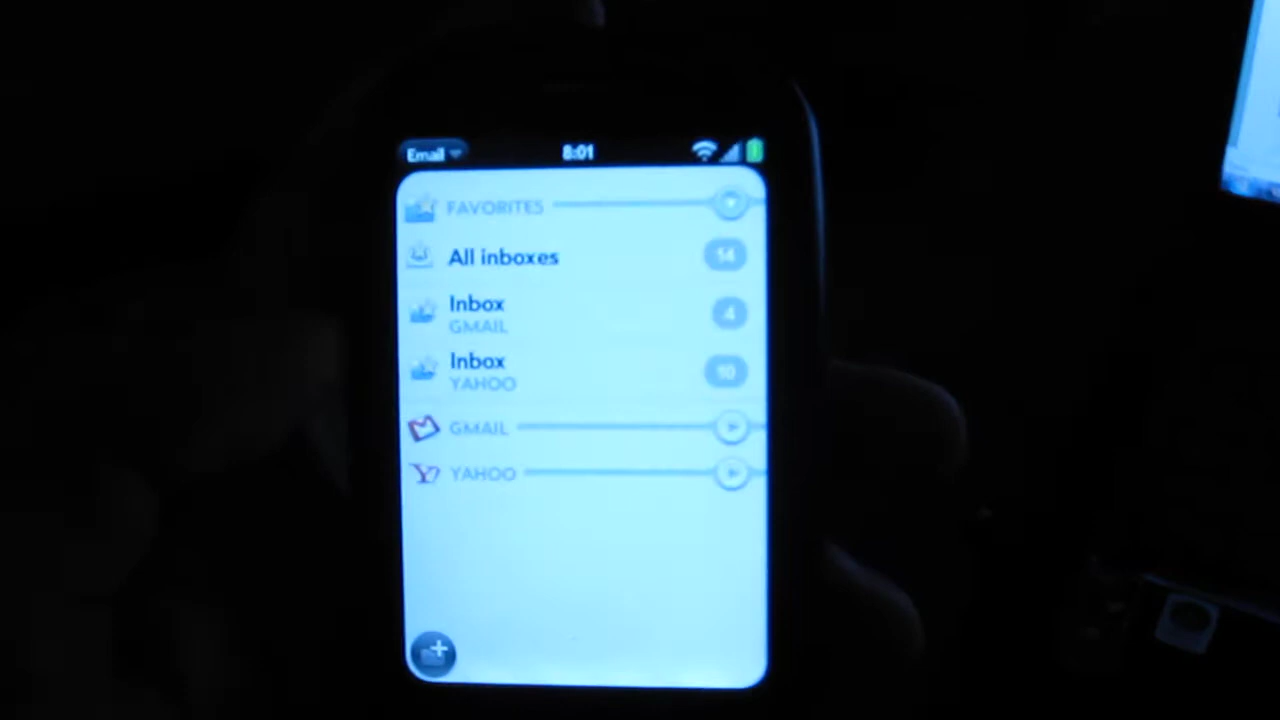 Email
8:01
FAVORITES
All inboxes 14
Inbox 4
GMAIL
Inbox 10
YAHOO
GMAIL
YAHOO